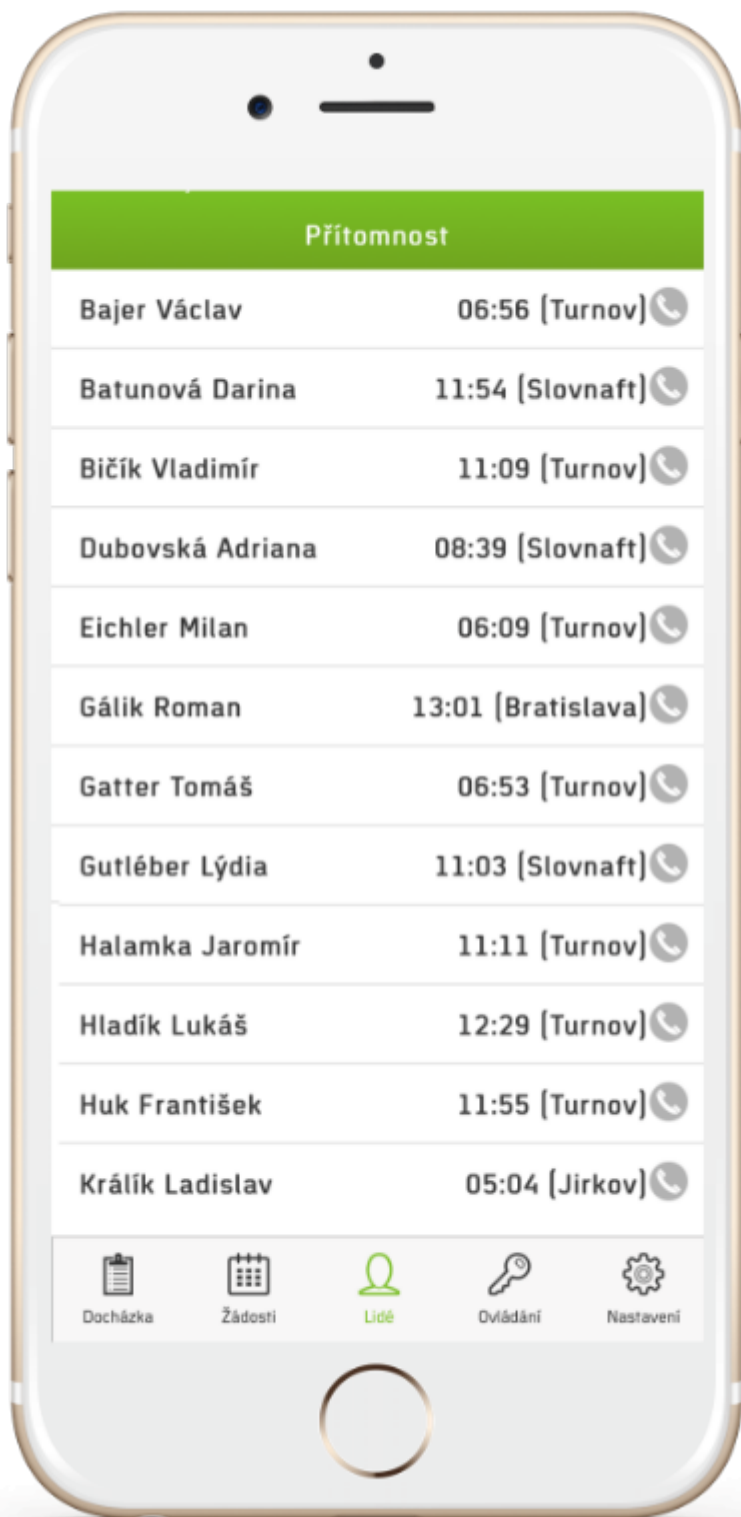 Přítomnost
Bajer Václav 06:56 (Turnov)
Batunová Darina 11:54 (Slovnaft)
Bičík Vladimír 11:09 (Turnov)
Dubovská Adriana 08:39 (Slovnaft)
Eichler Milan 06:09 (Turnov)
Gálik Roman 13:01 (Bratislava)
Gatter Tomáš 06:53 (Turnov)
Gutléber Lýdia 11:03 (Slovnaft)
Halamka Jaromír 11:11 (Turnov)
Hladík Lukáš 12:29 (Turnov)
Huk František 11:55 (Turnov)
Králík Ladislav 05:04 (Jirkov)
Docházka Žádosti Lidé Ovládání Nastavení